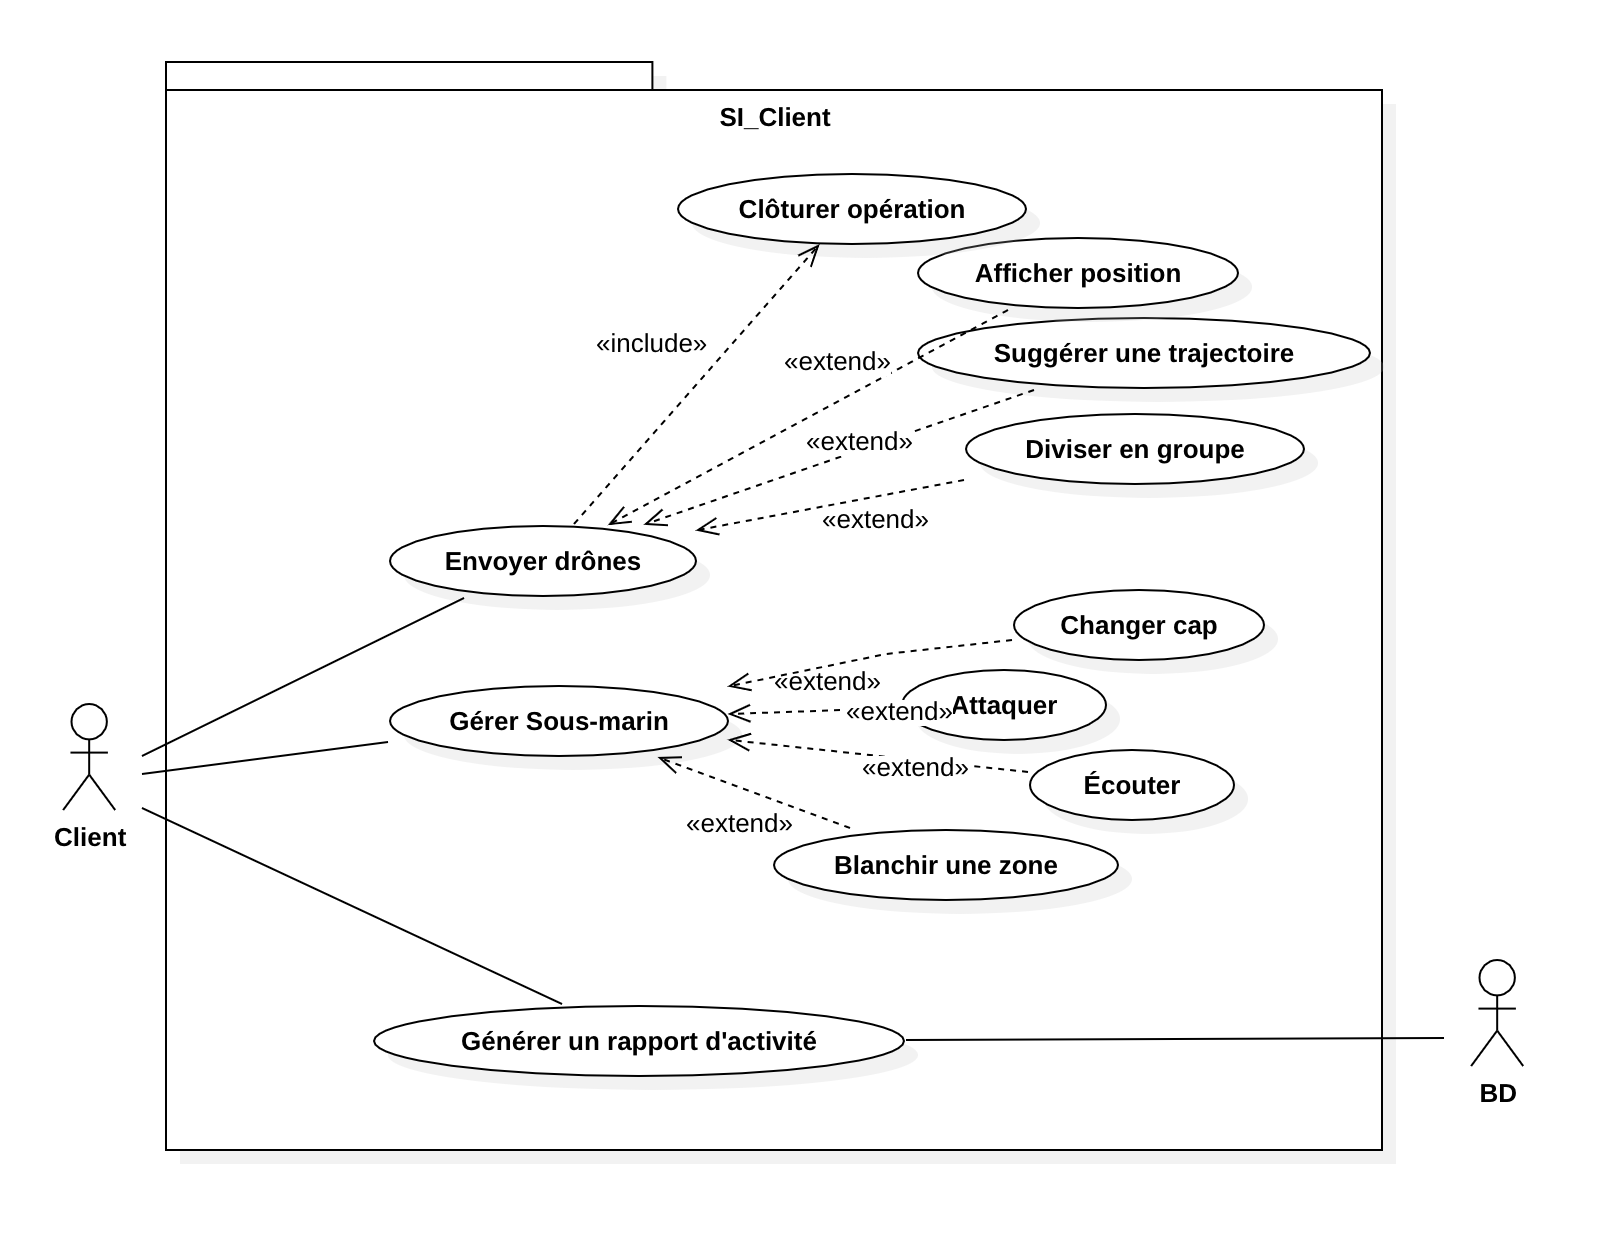 SI_Client
Clôturer opération
Afficher position
«include»
Suggérer une trajectoire
«extend»
«extend»
Diviser en groupe
«extend»
Envoyer drônes
Changer cap
«extend»
Attaquer
«extend»
Gérer Sous-marin
«extend»
Écouter
«extend»
Client
Blanchir une zone
Générer un rapport d'activité
BD